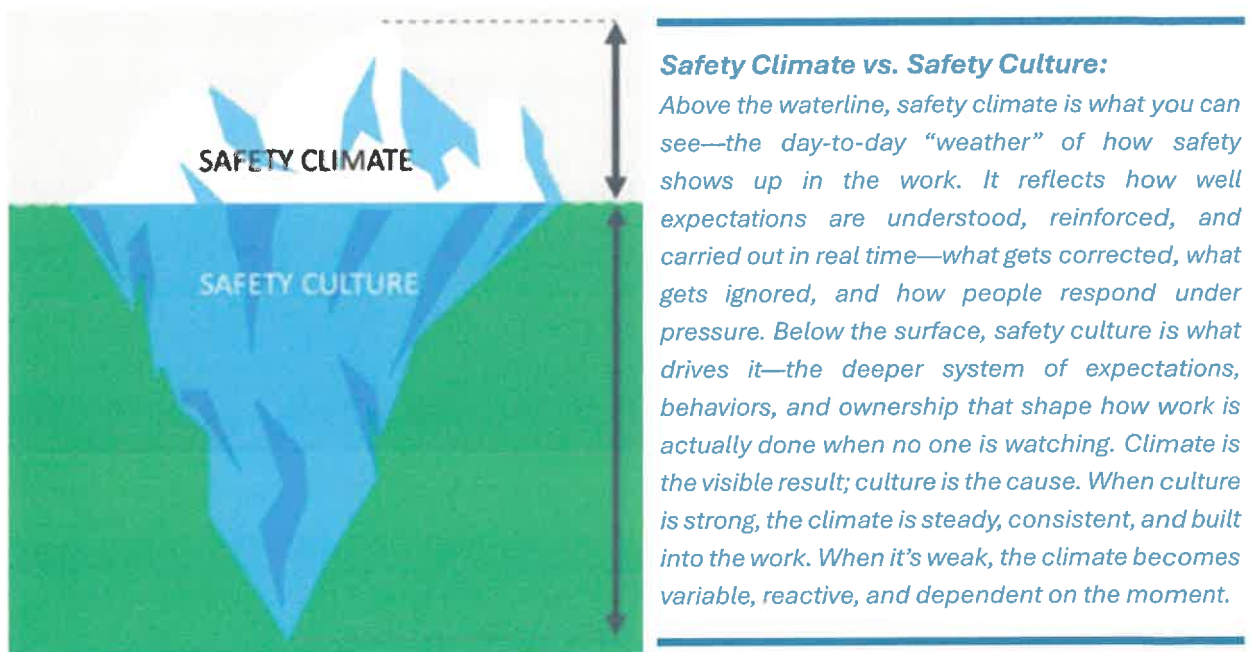 SAFETY CLIMATE
SAFETY CULTURE
Safety Climate vs. Safety Culture:
Above the waterline, safety climate is what you can
see—the day-to-day “weather” of how safety
shows up in the work. It reflects how well
expectations are understood, reinforced, and
carried out in real time—what gets corrected, what
gets ignored, and how people respond under
pressure. Below the surface, safety culture is what
drives it—the deeper system of expectations,
behaviors, and ownership that shape how work is
actually done when no one is watching. Climate is
the visible result; culture is the cause. When culture
is strong, the climate is steady, consistent, and built
into the work. When it’s weak, the climate becomes
variable, reactive, and dependent on the moment.